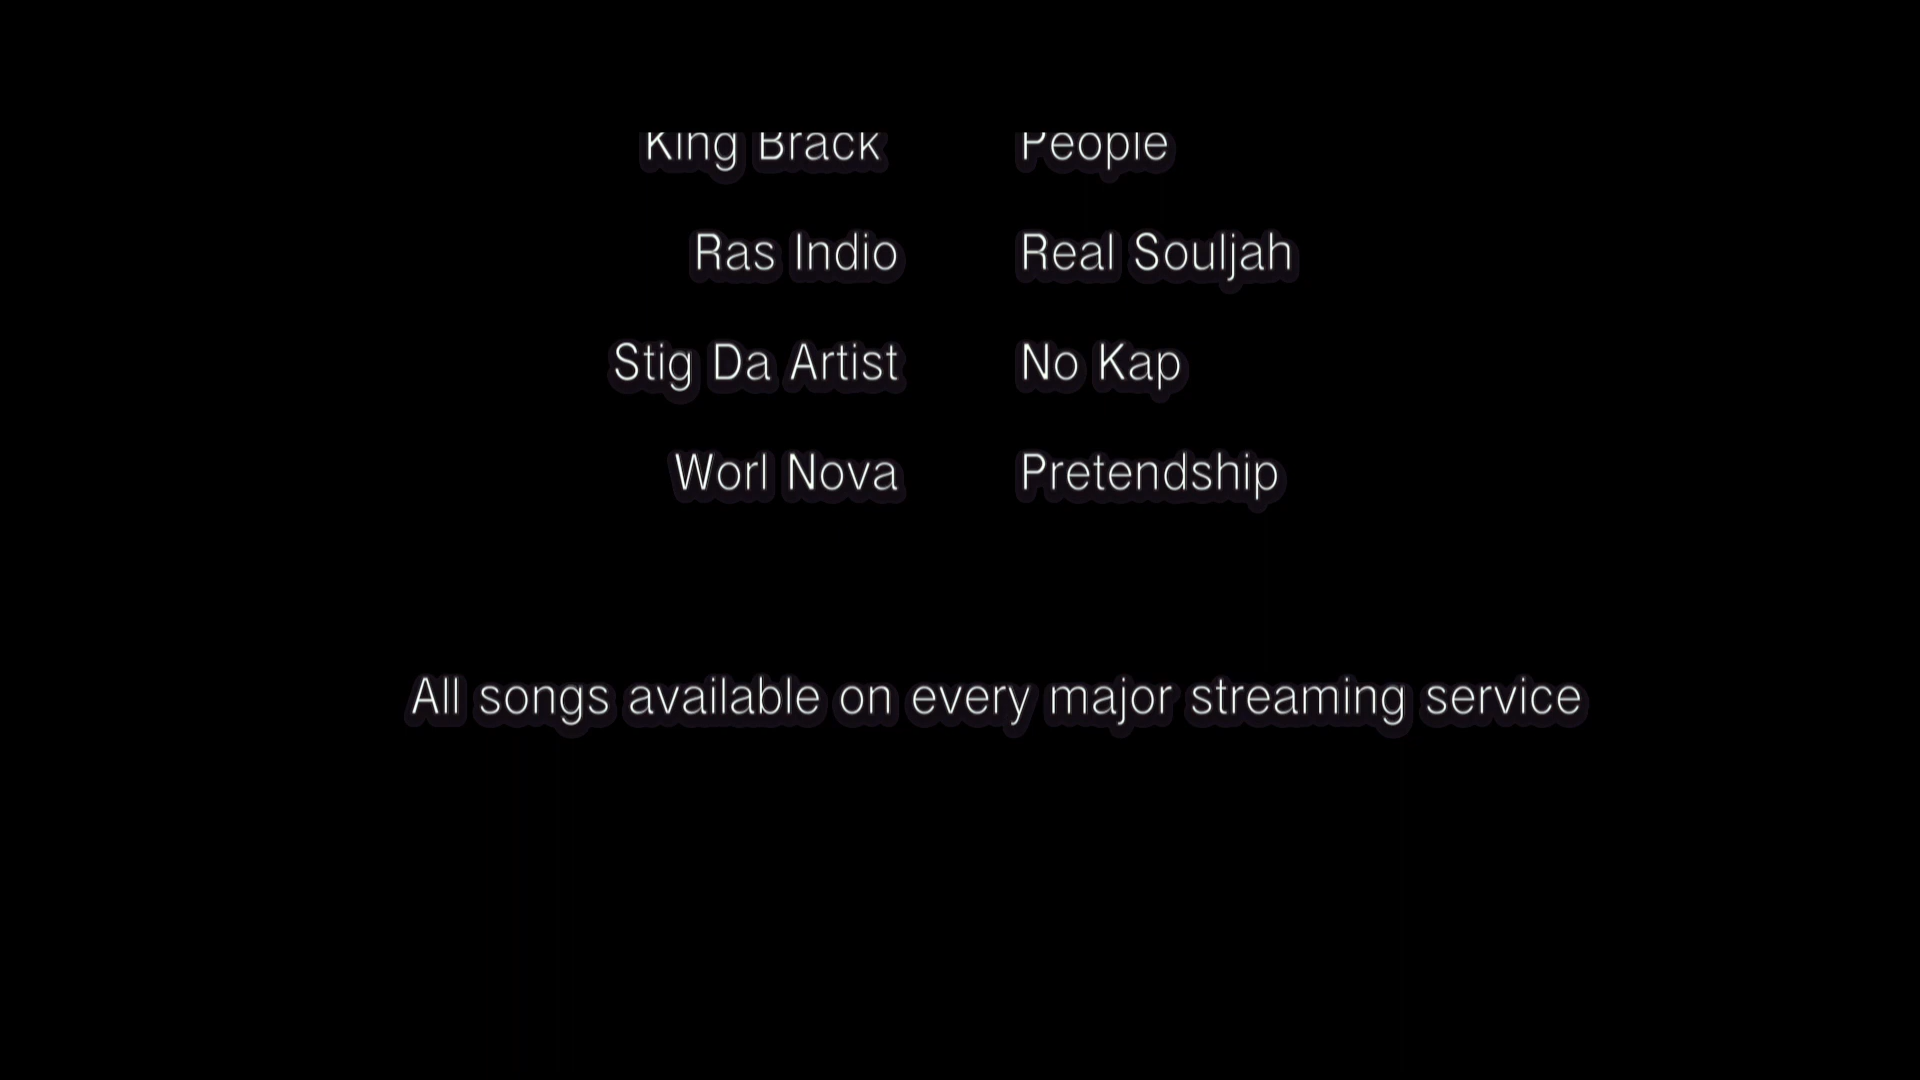 King Brack People
Ras Indio Real Souljah
Stig Da Artist No Kap
Worl Nova Pretendship
All songs available on every major streaming service